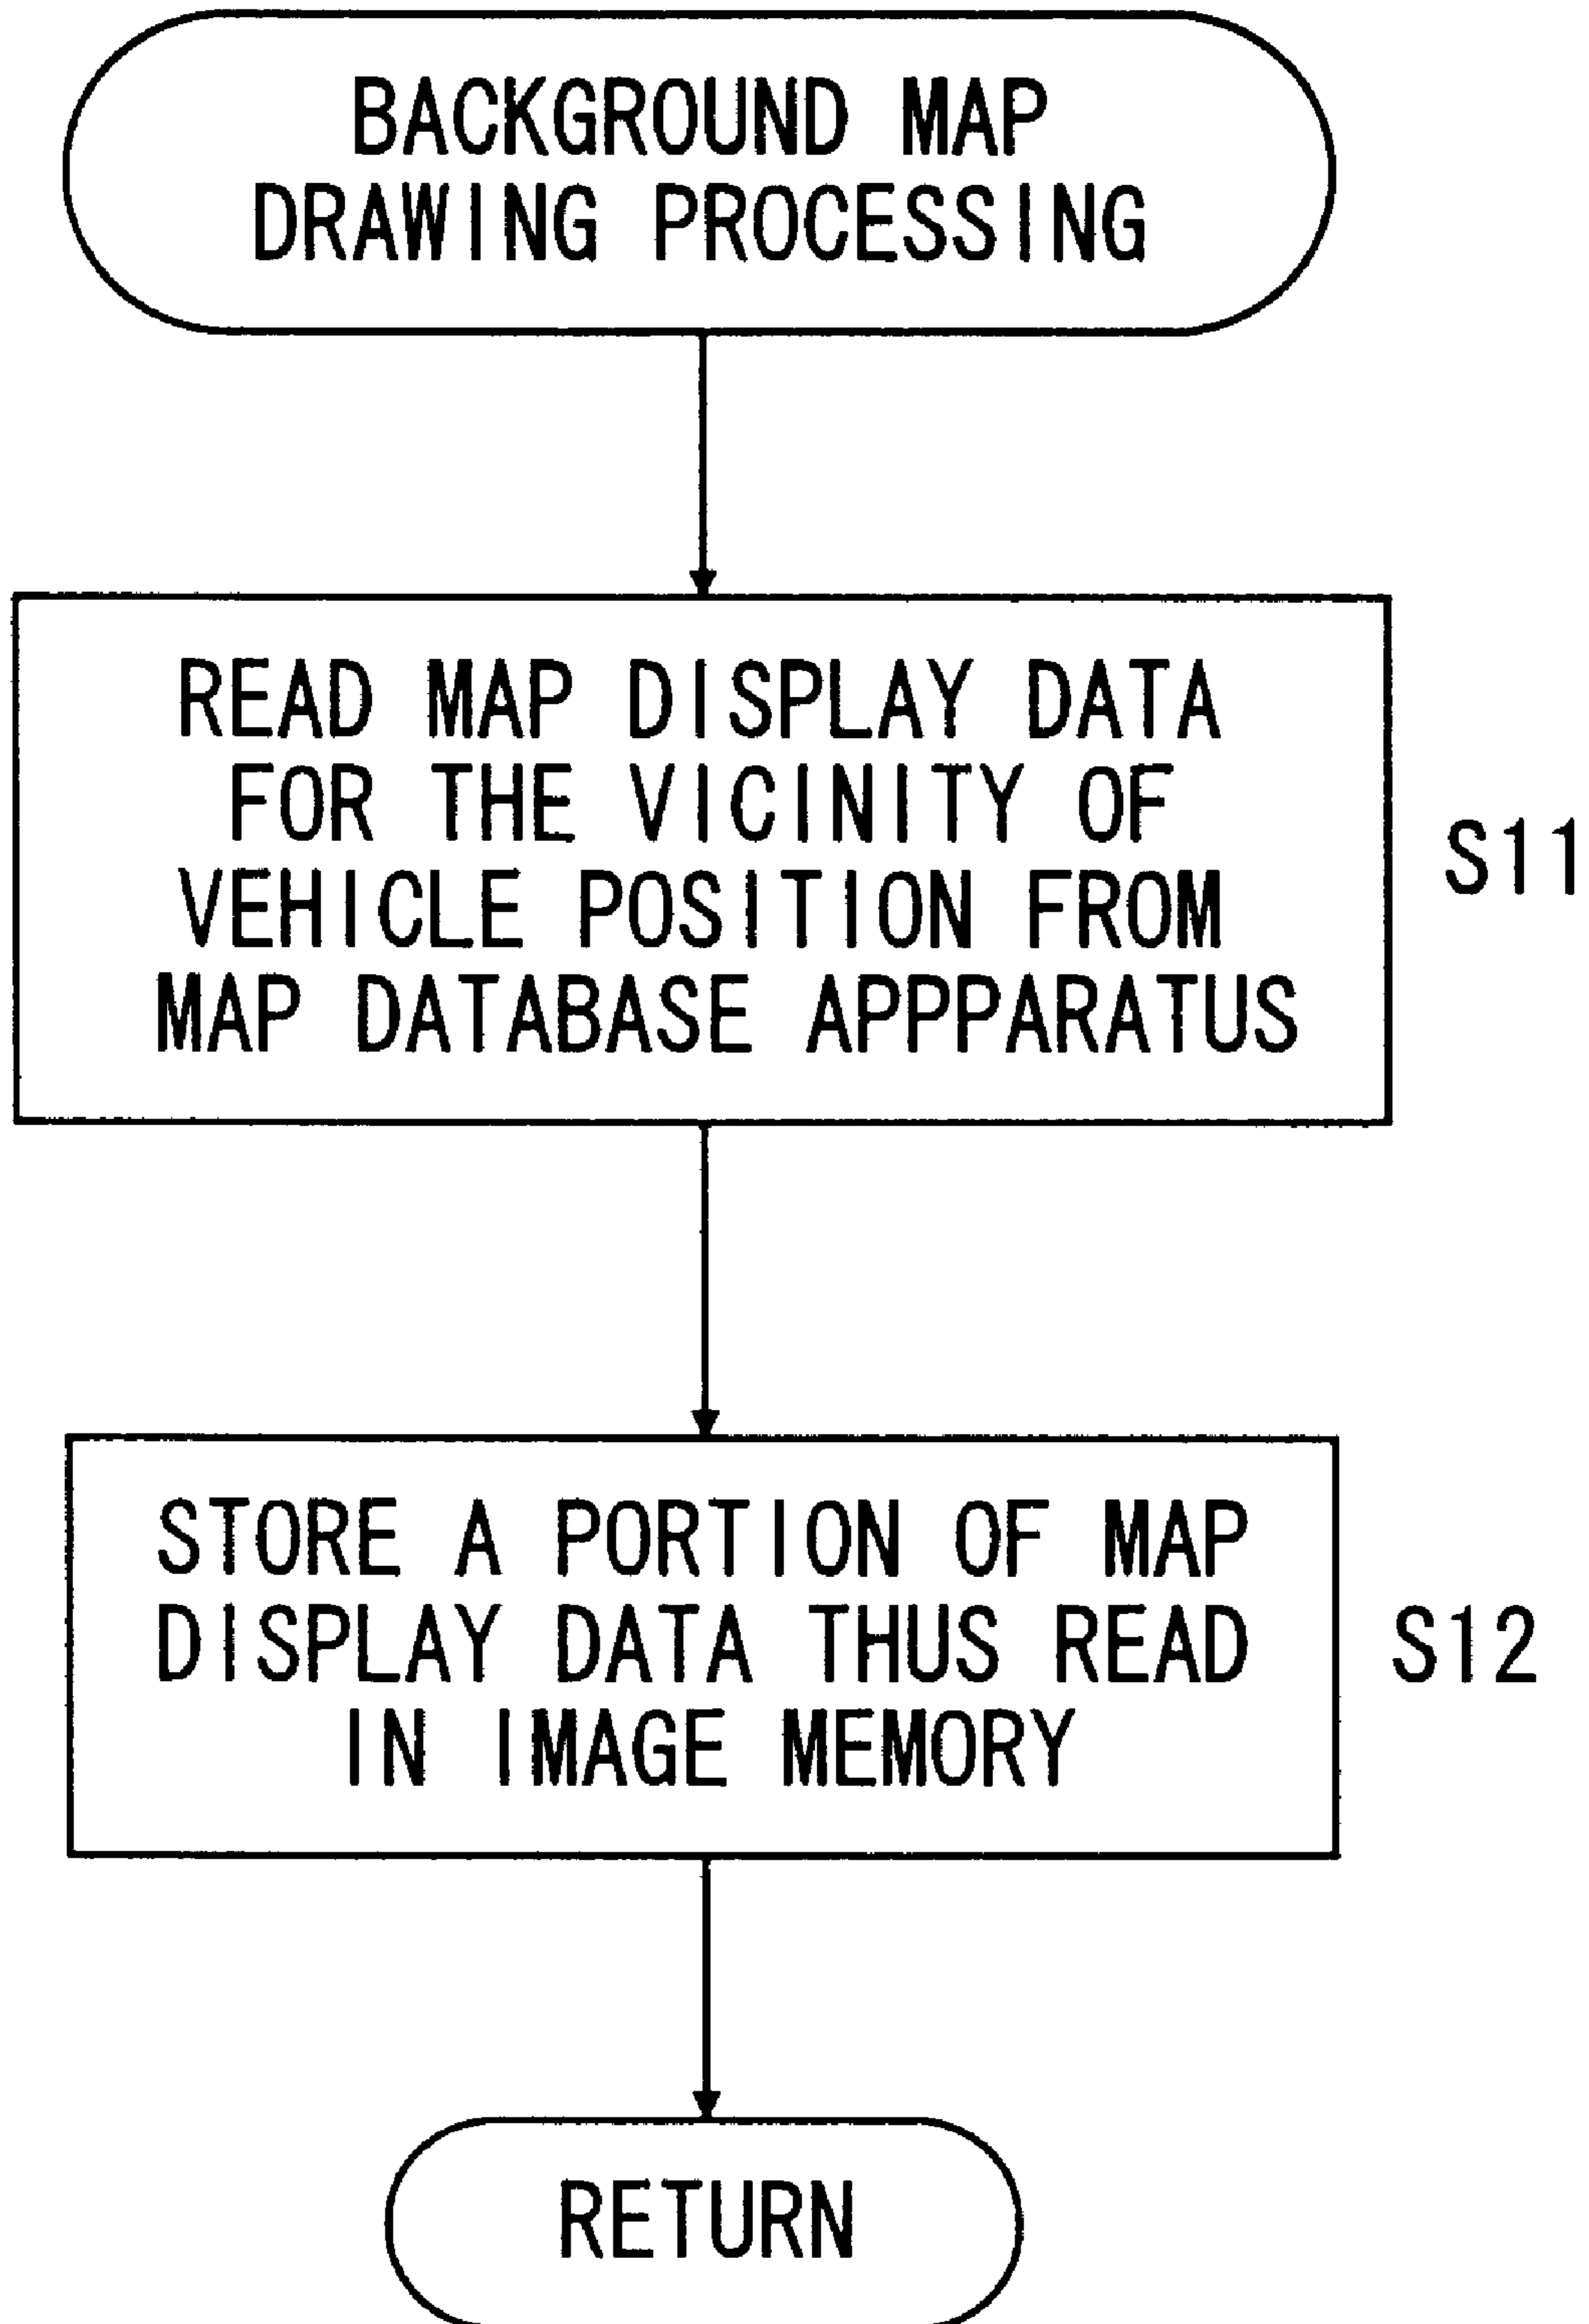 BACKGROUND MAP
DRAWING PROCESSING
READ MAP DISPLAY DATA
FOR THE VICINITY OF
VEHICLE POSITION FROM
MAP DATABASE APPPARATUS
S11
STORE A PORTION OF MAP
DISPLAY DATA THUS READ
IN IMAGE MEMORY
S12
RETURN